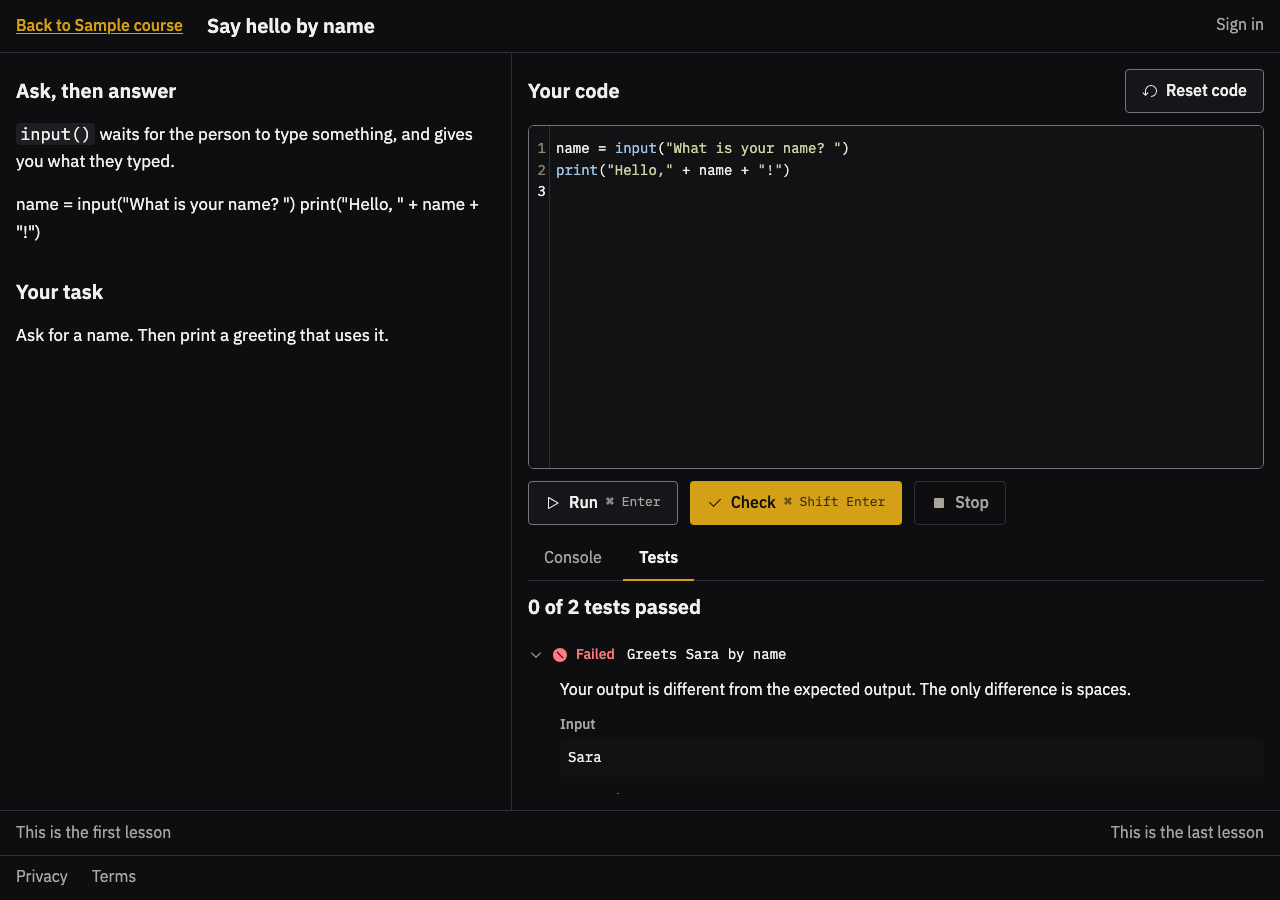 Back to Sample course Say hello by name Sign in
Ask, then answer
input() waits for the person to type something, and gives
you what they typed.
name = input("What is your name? ") print("Hello, " + name +
"!")
Your task
Ask for a name. Then print a greeting that uses it.
Your code Reset code
1 name = input("What is your name? ")
2 print("Hello," + name + "!")
3
Run ⌘ Enter Check ⌘ Shift Enter Stop
Console Tests
0 of 2 tests passed
Failed Greets Sara by name
Your output is different from the expected output. The only difference is spaces.
Input
Sara
This is the first lesson This is the last lesson
Privacy Terms